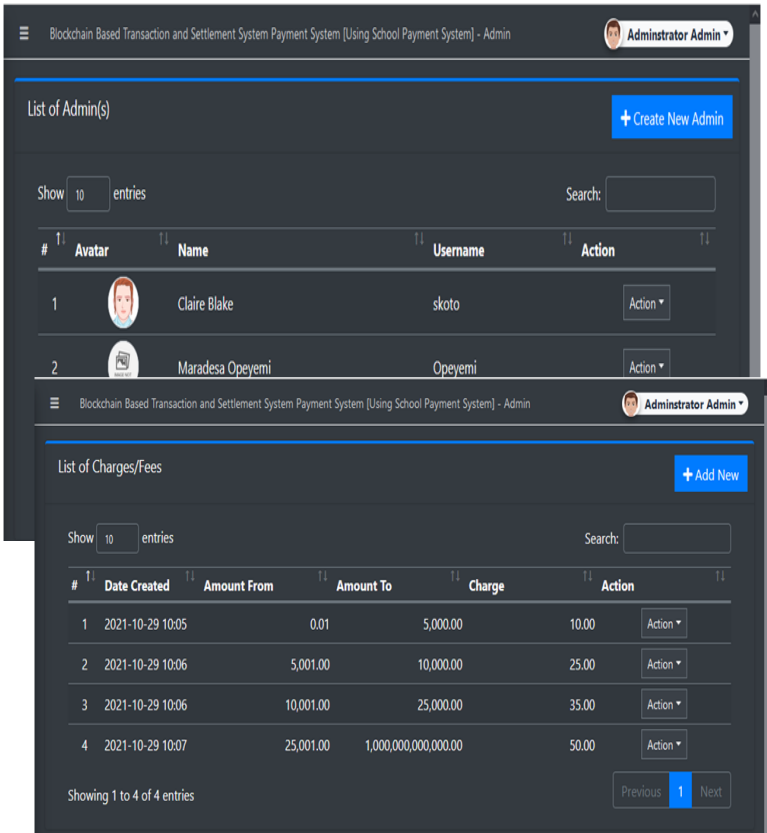 Blockchain Based Transaction and Settlement System Payment System [Using School Payment System] - Admin Adminstrator Admin
List of Admin(s)
+ Create New Admin
Show 10 entries Search:
# Avatar Name Username Action
1 Claire Blake skoto Action
2 Maradesa Opeyemi Opeyemi Action
Blockchain Based Transaction and Settlement System Payment System [Using School Payment System] - Admin Adminstrator Admin
List of Charges/Fees
+ Add New
Show 10 entries Search:
# Date Created Amount From Amount To Charge Action
1 2021-10-29 10:05 0.01 5,000.00 10.00 Action
2 2021-10-29 10:06 5,001.00 10,000.00 25.00 Action
3 2021-10-29 10:06 10,001.00 25,000.00 35.00 Action
4 2021-10-29 10:07 25,001.00 1,000,000,000,000.00 50.00 Action
Showing 1 to 4 of 4 entries Previous 1 Next